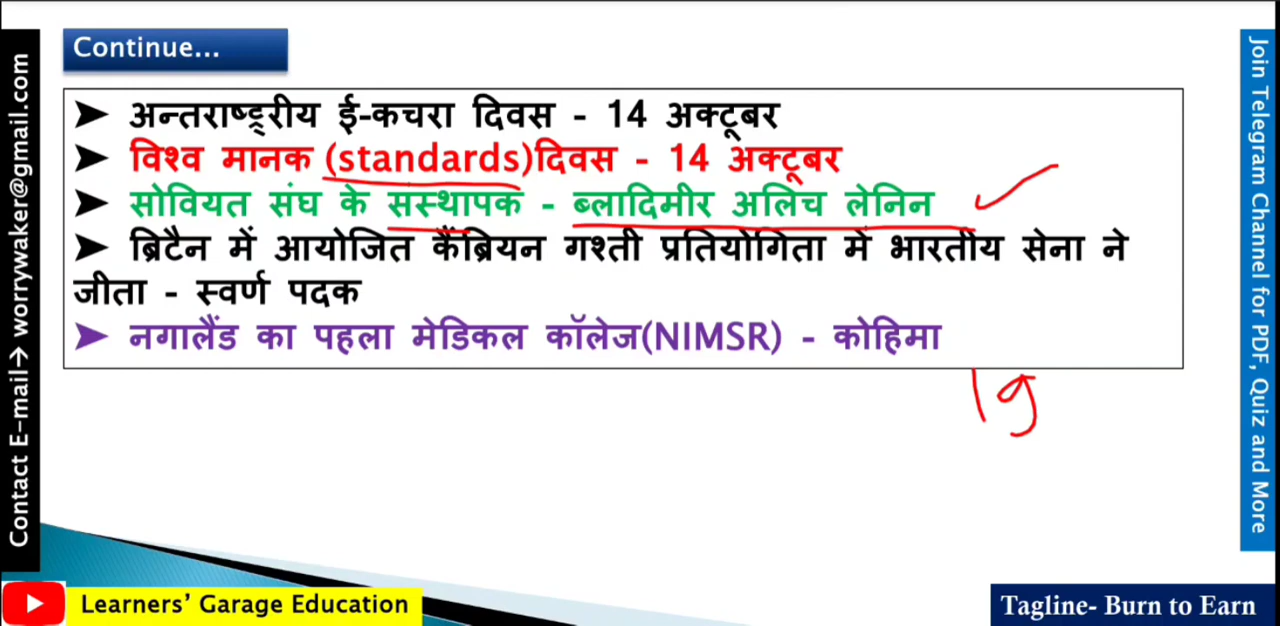 Continue...
➤ अन्तराष्ट्र्रीय ई-कचरा दिवस - 14 अक्टूबर
➤ विश्व मानक (standards)दिवस - 14 अक्टूबर
➤ सोवियत संघ के सस्थापक - ब्लादिमीर अलिच लेनिन
➤ ब्रिटैन में आयोजित कैंब्रियन गश्ती प्रतियोगिता में भारतीय सेना ने
जीता - स्वर्ण पदक
➤ नगालैंड का पहला मेडिकल कॉलेज(NIMSR) - कोहिमा
19
Contact E-mail→ worrywaker@gmail.com
Join Telegram Channel for PDF, Quiz and More
Learners' Garage Education
Tagline- Burn to Earn